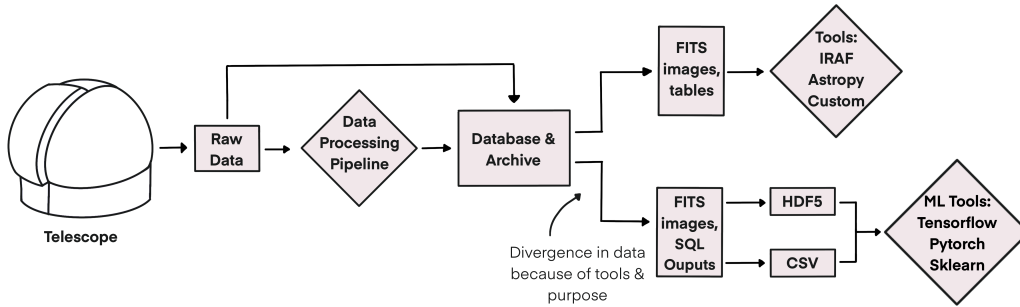 Telescope
Raw
Data
Data
Processing
Pipeline
Database &
Archive
Divergence in data
because of tools &
purpose
FITS
images,
tables
Tools:
IRAF
Astropy
Custom
FITS
images,
SQL
Ouputs
HDF5
CSV
ML Tools:
Tensorflow
Pytorch
Sklearn